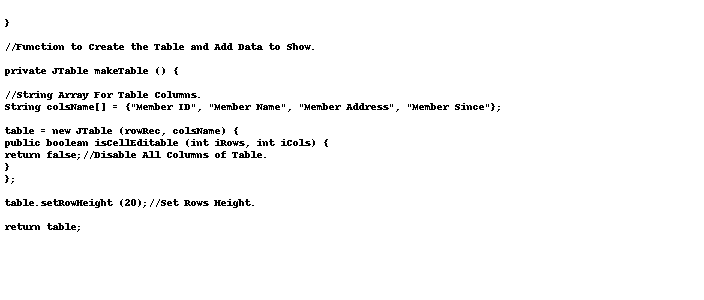 }
//Function to Create the Table and Add Data to Show.
private JTable makeTable () {
//String Array For Table Columns.
String colsName[] = {"Member ID", "Member Name", "Member Address", "Member Since"};
table = new JTable (rowRec, colsName) {
public boolean isCellEditable (int iRows, int iCols) {
return false;//Disable All Columns of Table.
}
};
table.setRowHeight (20);//Set Rows Height.
return table;